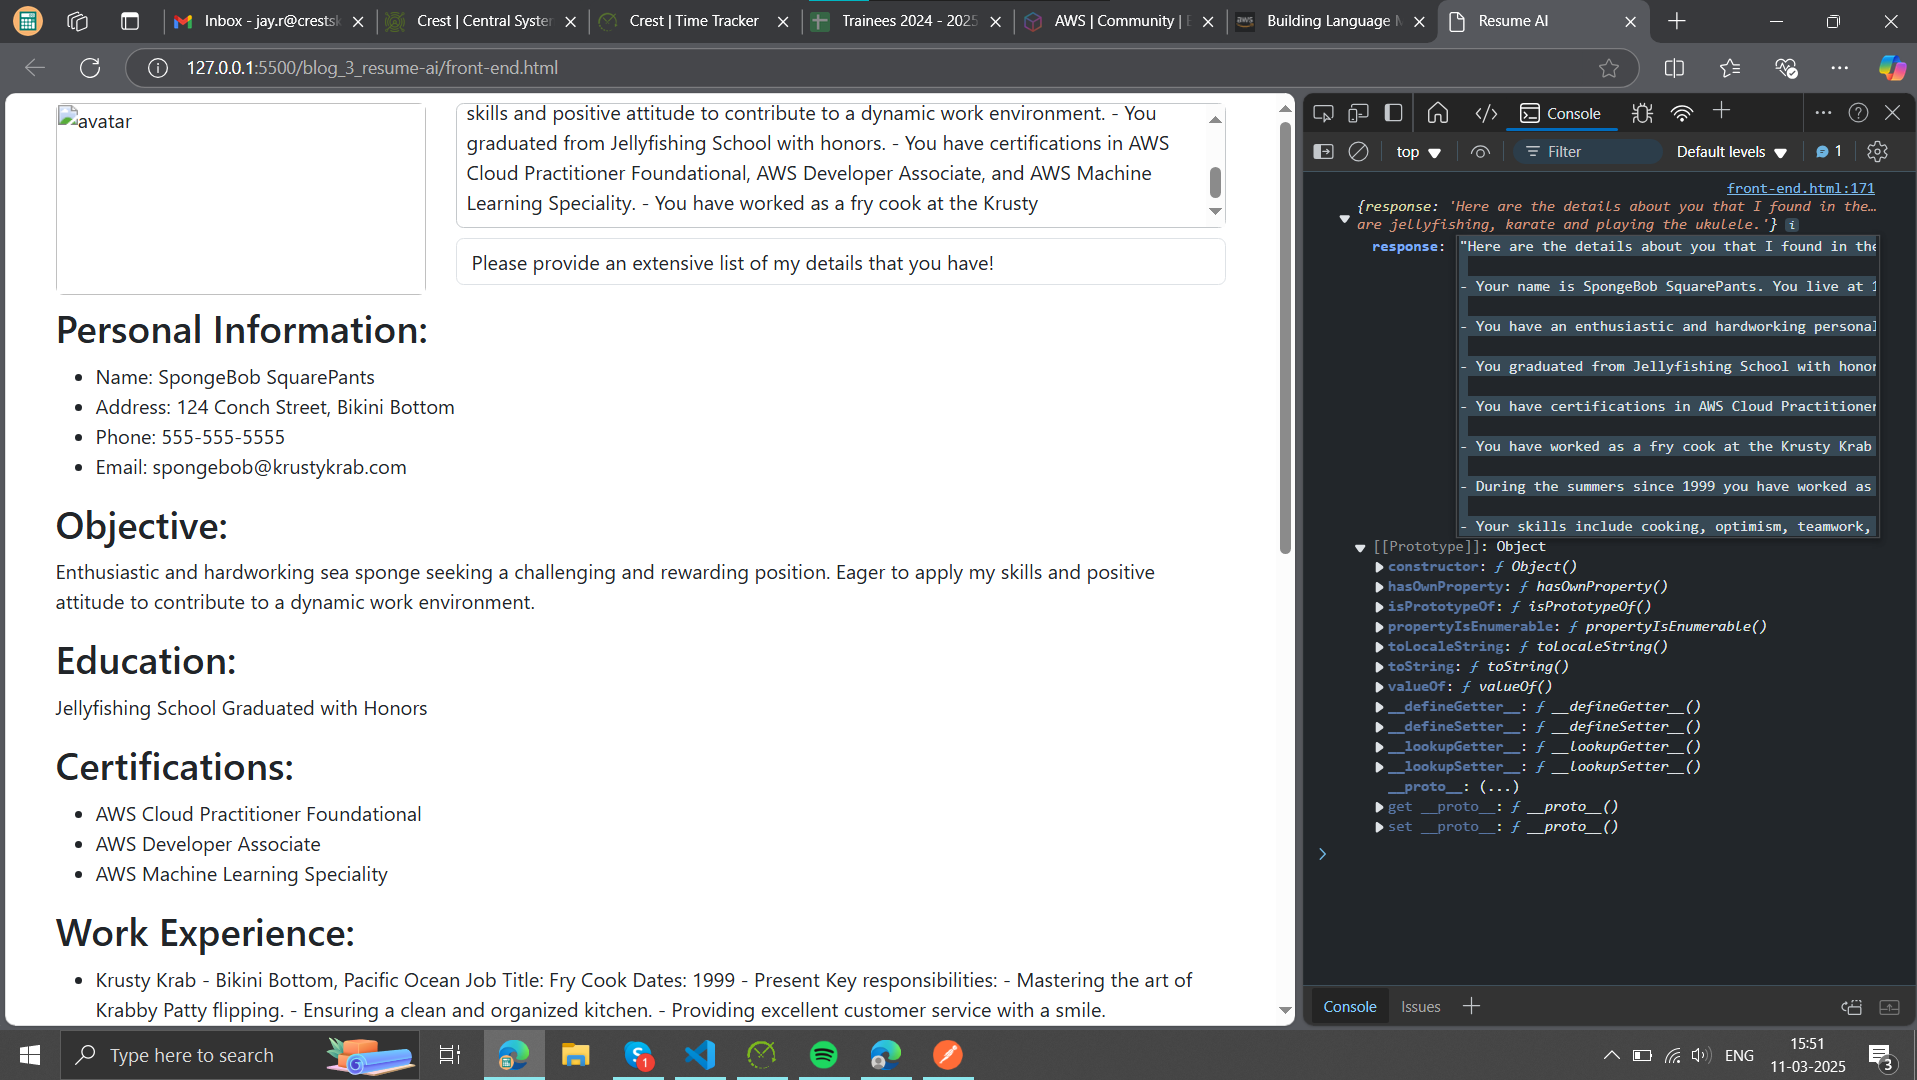 Inbox - jay.r@crestsk
Crest | Central System
Crest | Time Tracker
Trainees 2024 - 2025
AWS | Community |
Building Language M
Resume AI
127.0.0.1:5500/blog_3_resume-ai/front-end.html
avatar
skills and positive attitude to contribute to a dynamic work environment. - You
graduated from Jellyfishing School with honors. - You have certifications in AWS
Cloud Practitioner Foundational, AWS Developer Associate, and AWS Machine
Learning Speciality. - You have worked as a fry cook at the Krusty
Please provide an extensive list of my details that you have!
Personal Information:
Name: SpongeBob SquarePants
Address: 124 Conch Street, Bikini Bottom
Phone: 555-555-5555
Email: spongebob@krustykrab.com
Objective:
Enthusiastic and hardworking sea sponge seeking a challenging and rewarding position. Eager to apply my skills and positive
attitude to contribute to a dynamic work environment.
Education:
Jellyfishing School Graduated with Honors
Certifications:
AWS Cloud Practitioner Foundational
AWS Developer Associate
AWS Machine Learning Speciality
Work Experience:
Krusty Krab - Bikini Bottom, Pacific Ocean Job Title: Fry Cook Dates: 1999 - Present Key responsibilities: - Mastering the art of
Krabby Patty flipping. - Ensuring a clean and organized kitchen. - Providing excellent customer service with a smile.
Console
top
Filter
Default levels
1
front-end.html:171
{response: 'Here are the details about you that I found in the…
are jellyfishing, karate and playing the ukulele.'} i
response: "Here are the details about you that I found in the
- Your name is SpongeBob SquarePants. You live at 1
- You have an enthusiastic and hardworking personal
- You graduated from Jellyfishing School with honor
- You have certifications in AWS Cloud Practitioner
- You have worked as a fry cook at the Krusty Krab
- During the summers since 1999 you have worked as
- Your skills include cooking, optimism, teamwork,
[[Prototype]]: Object
constructor: ƒ Object()
hasOwnProperty: ƒ hasOwnProperty()
isPrototypeOf: ƒ isPrototypeOf()
propertyIsEnumerable: ƒ propertyIsEnumerable()
toLocaleString: ƒ toLocaleString()
toString: ƒ toString()
valueOf: ƒ valueOf()
__defineGetter__: ƒ __defineGetter__()
__defineSetter__: ƒ __defineSetter__()
__lookupGetter__: ƒ __lookupGetter__()
__lookupSetter__: ƒ __lookupSetter__()
__proto__: (...)
get __proto__: ƒ __proto__()
set __proto__: ƒ __proto__()
Console
Issues
Type here to search
1
ENG
15:51
11-03-2025
3